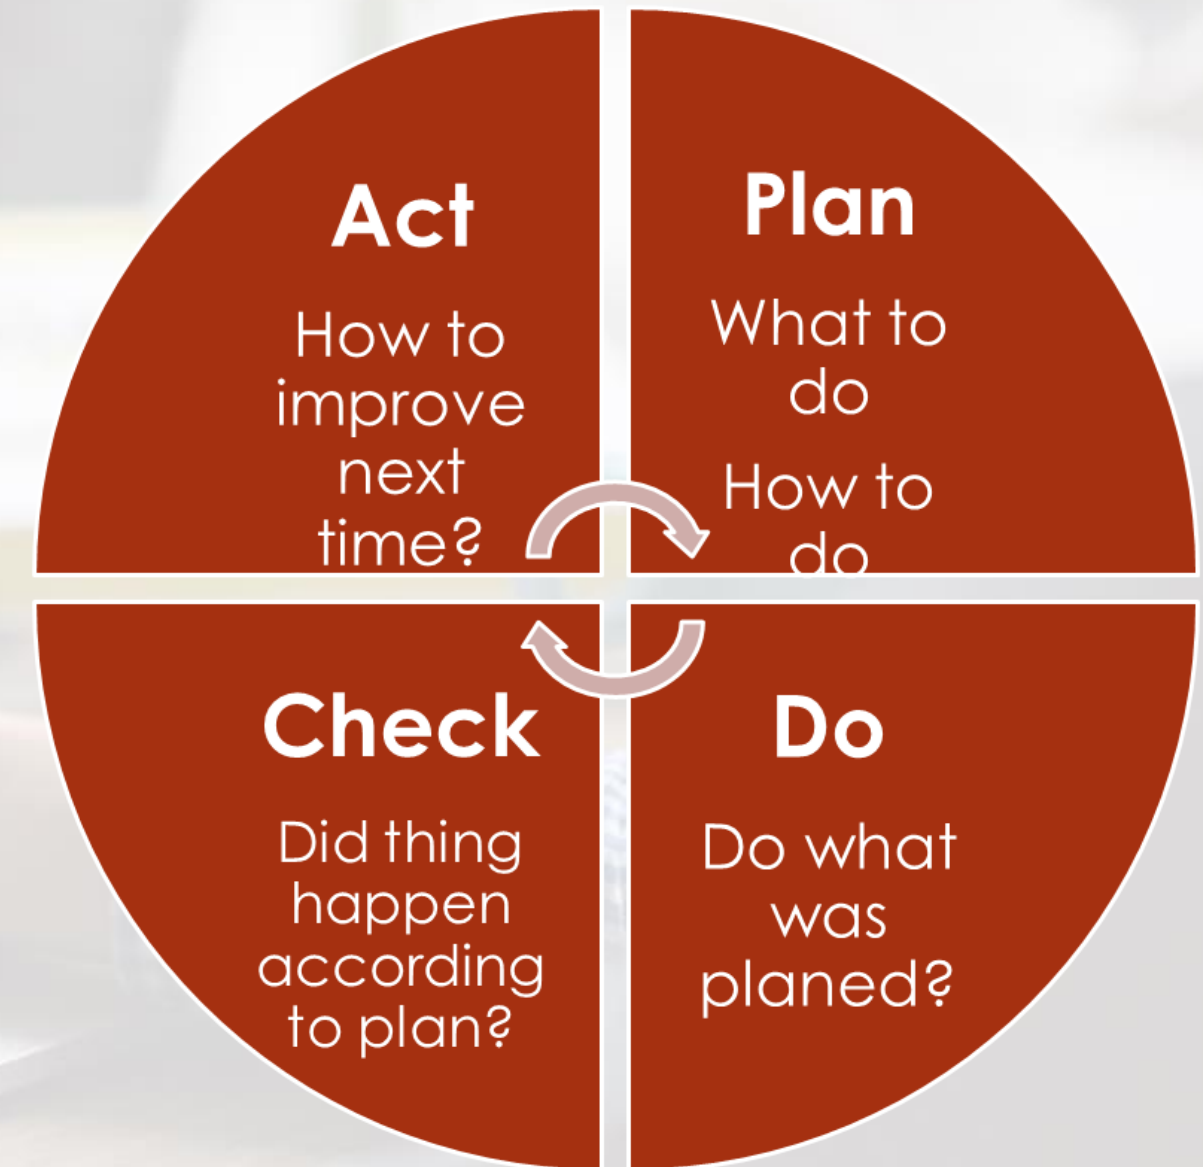 Act
How to
improve
next
time?
Plan
What to
do
How to
do
Check
Did thing
happen
according
to plan?
Do
Do what
was
planed?